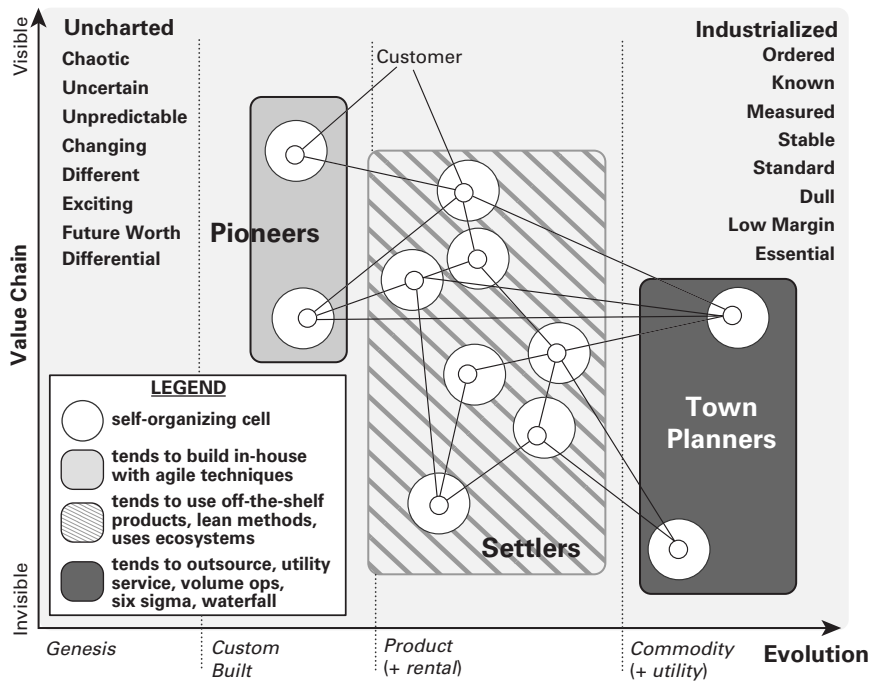 Uncharted
Chaotic
Uncertain
Unpredictable
Changing
Different
Exciting
Future Worth
Differential
Customer
Industrialized
Ordered
Known
Measured
Stable
Standard
Dull
Low Margin
Essential
Visible
Value Chain
Invisible
Pioneers
Settlers
Town
Planners
LEGEND
self-organizing cell
tends to build in-house
with agile techniques
tends to use off-the-shelf
products, lean methods,
uses ecosystems
tends to outsource, utility
service, volume ops,
six sigma, waterfall
Genesis
Custom
Built
Product
(+ rental)
Commodity
(+ utility)
Evolution